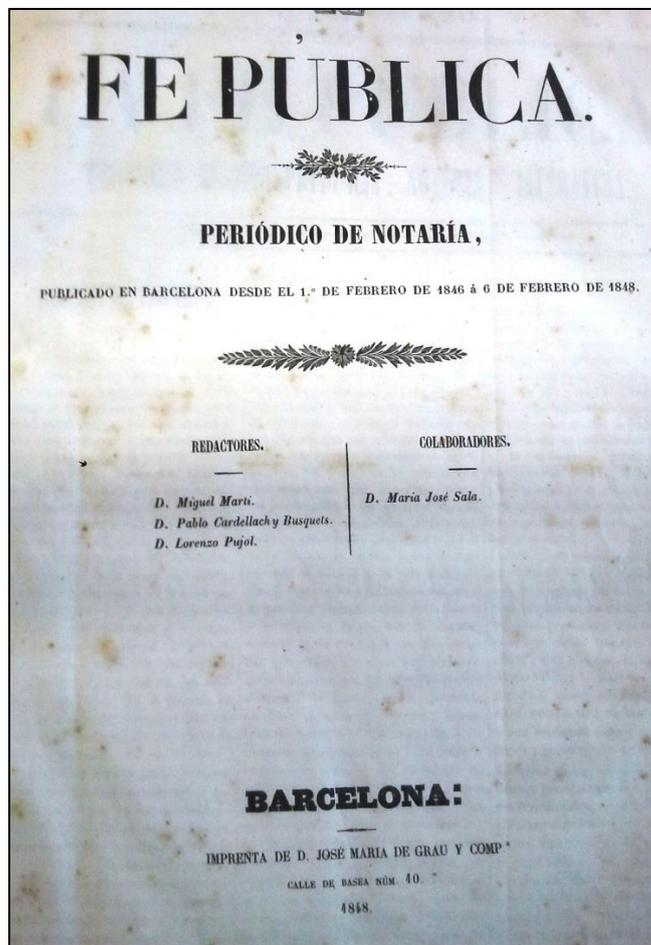 FE PÚBLICA.
PERIÓDICO DE NOTARÍA,
PUBLICADO EN BARCELONA DESDE EL 1.º DE FEBRERO DE 1846 á 6 DE FEBRERO DE 1848.
REDACTORES.
D. Miguel Martí.
D. Pablo Cardellach y Busquets.
D. Lorenzo Pujol.
COLABORADORES.
D. María José Sala.
BARCELONA:
IMPRENTA DE D. JOSÉ MARIA DE GRAU Y COMP.ª
CALLE DE BASEA NÚM. 10.
1848.